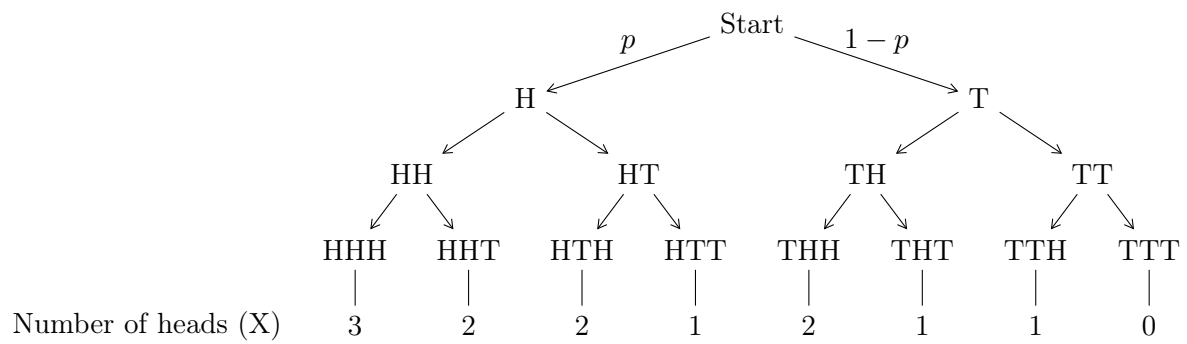 Start
p 1 − p
H T
HH HT TH TT
HHH HHT HTH HTT THH THT TTH TTT
Number of heads (X) 3 2 2 1 2 1 1 0